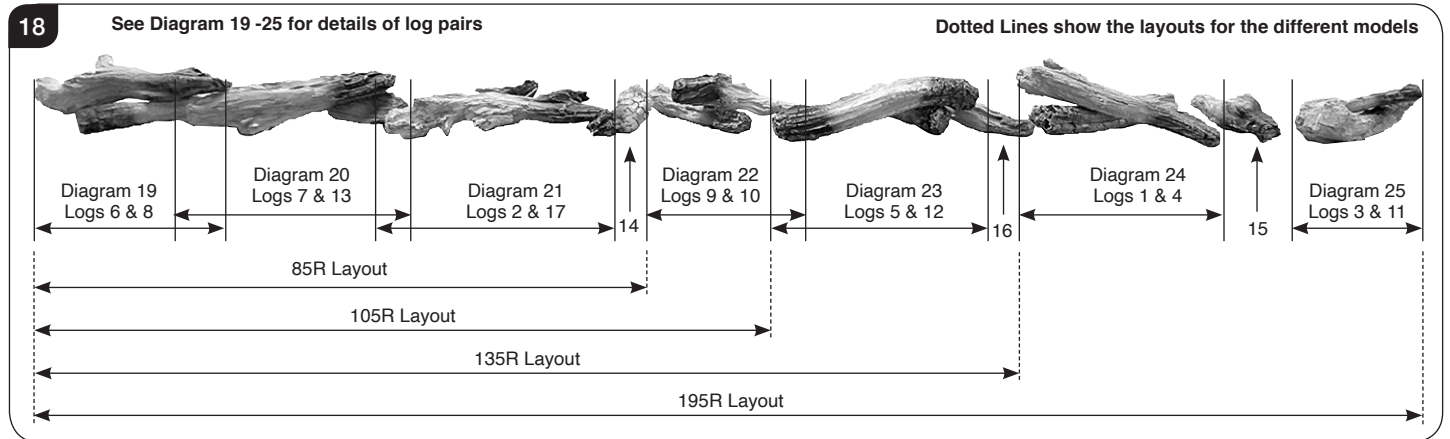 18
See Diagram 19 -25 for details of log pairs
Dotted Lines show the layouts for the different models
Diagram 19
Logs 6 & 8
Diagram 20
Logs 7 & 13
Diagram 21
Logs 2 & 17
14
Diagram 22
Logs 9 & 10
Diagram 23
Logs 5 & 12
16
Diagram 24
Logs 1 & 4
15
Diagram 25
Logs 3 & 11
85R Layout
105R Layout
135R Layout
195R Layout